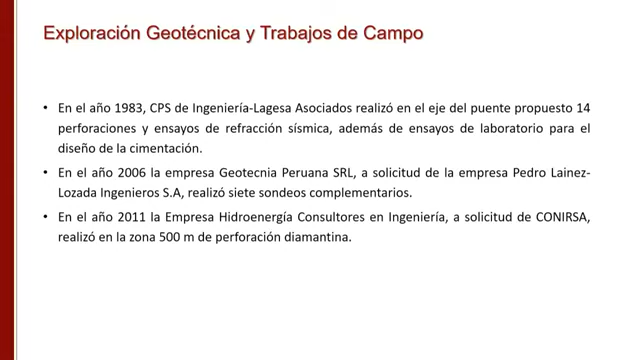 Exploración Geotécnica y Trabajos de Campo
• En el año 1983, CPS de Ingeniería-Lagesa Asociados realizó en el eje del puente propuesto 14
perforaciones y ensayos de refracción sísmica, además de ensayos de laboratorio para el
diseño de la cimentación.
• En el año 2006 la empresa Geotecnia Peruana SRL, a solicitud de la empresa Pedro Lainez-
Lozada Ingenieros S.A, realizó siete sondeos complementarios.
• En el año 2011 la Empresa Hidroenergía Consultores en Ingeniería, a solicitud de CONIRSA,
realizó en la zona 500 m de perforación diamantina.